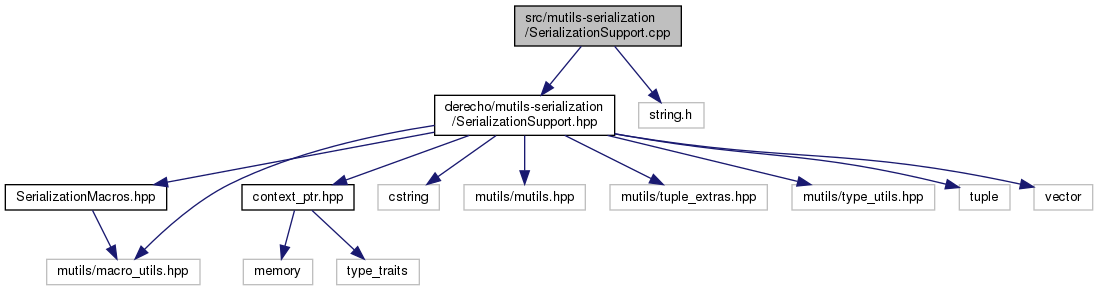 src/mutils-serialization
/SerializationSupport.cpp
derecho/mutils-serialization
/SerializationSupport.hpp
string.h
SerializationMacros.hpp
context_ptr.hpp
cstring
mutils/mutils.hpp
mutils/tuple_extras.hpp
mutils/type_utils.hpp
tuple
vector
mutils/macro_utils.hpp
memory
type_traits